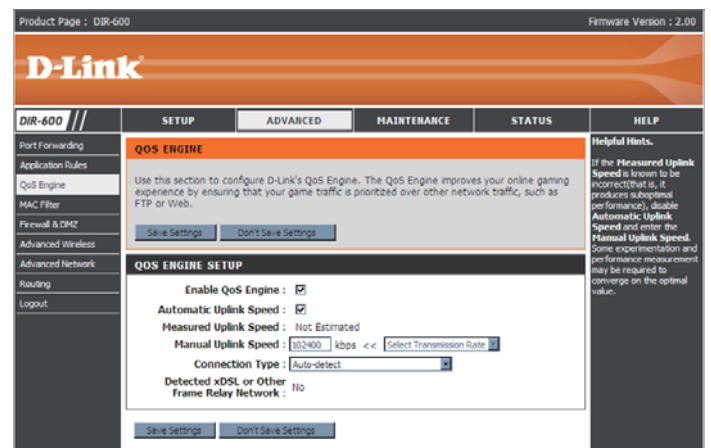 Product Page : DIR-600 Firmware Version : 2.00
D-Link
DIR-600 SETUP ADVANCED MAINTENANCE STATUS HELP
Port Forwarding
Application Rules
QoS Engine
MAC Filter
Firewall & DMZ
Advanced Wireless
Advanced Network
Routing
Logout
QOS ENGINE
Use this section to configure D-Link's QoS Engine. The QoS Engine improves your online gaming
experience by ensuring that your game traffic is prioritized over other network traffic, such as
FTP or Web.
Save Settings Don't Save Settings
QOS ENGINE SETUP
Enable QoS Engine :
Automatic Uplink Speed :
Measured Uplink Speed : Not Estimated
Manual Uplink Speed : 102400 kbps << Select Transmission Rate
Connection Type : Auto-detect
Detected xDSL or Other
Frame Relay Network : No
Save Settings Don't Save Settings
Helpful Hints.
If the Measured Uplink
Speed is known to be
incorrect(that is, it
produces suboptimal
performance), disable
Automatic Uplink
Speed and enter the
Manual Uplink Speed.
Some experimentation and
performance measurement
may be required to
converge on the optimal
value.